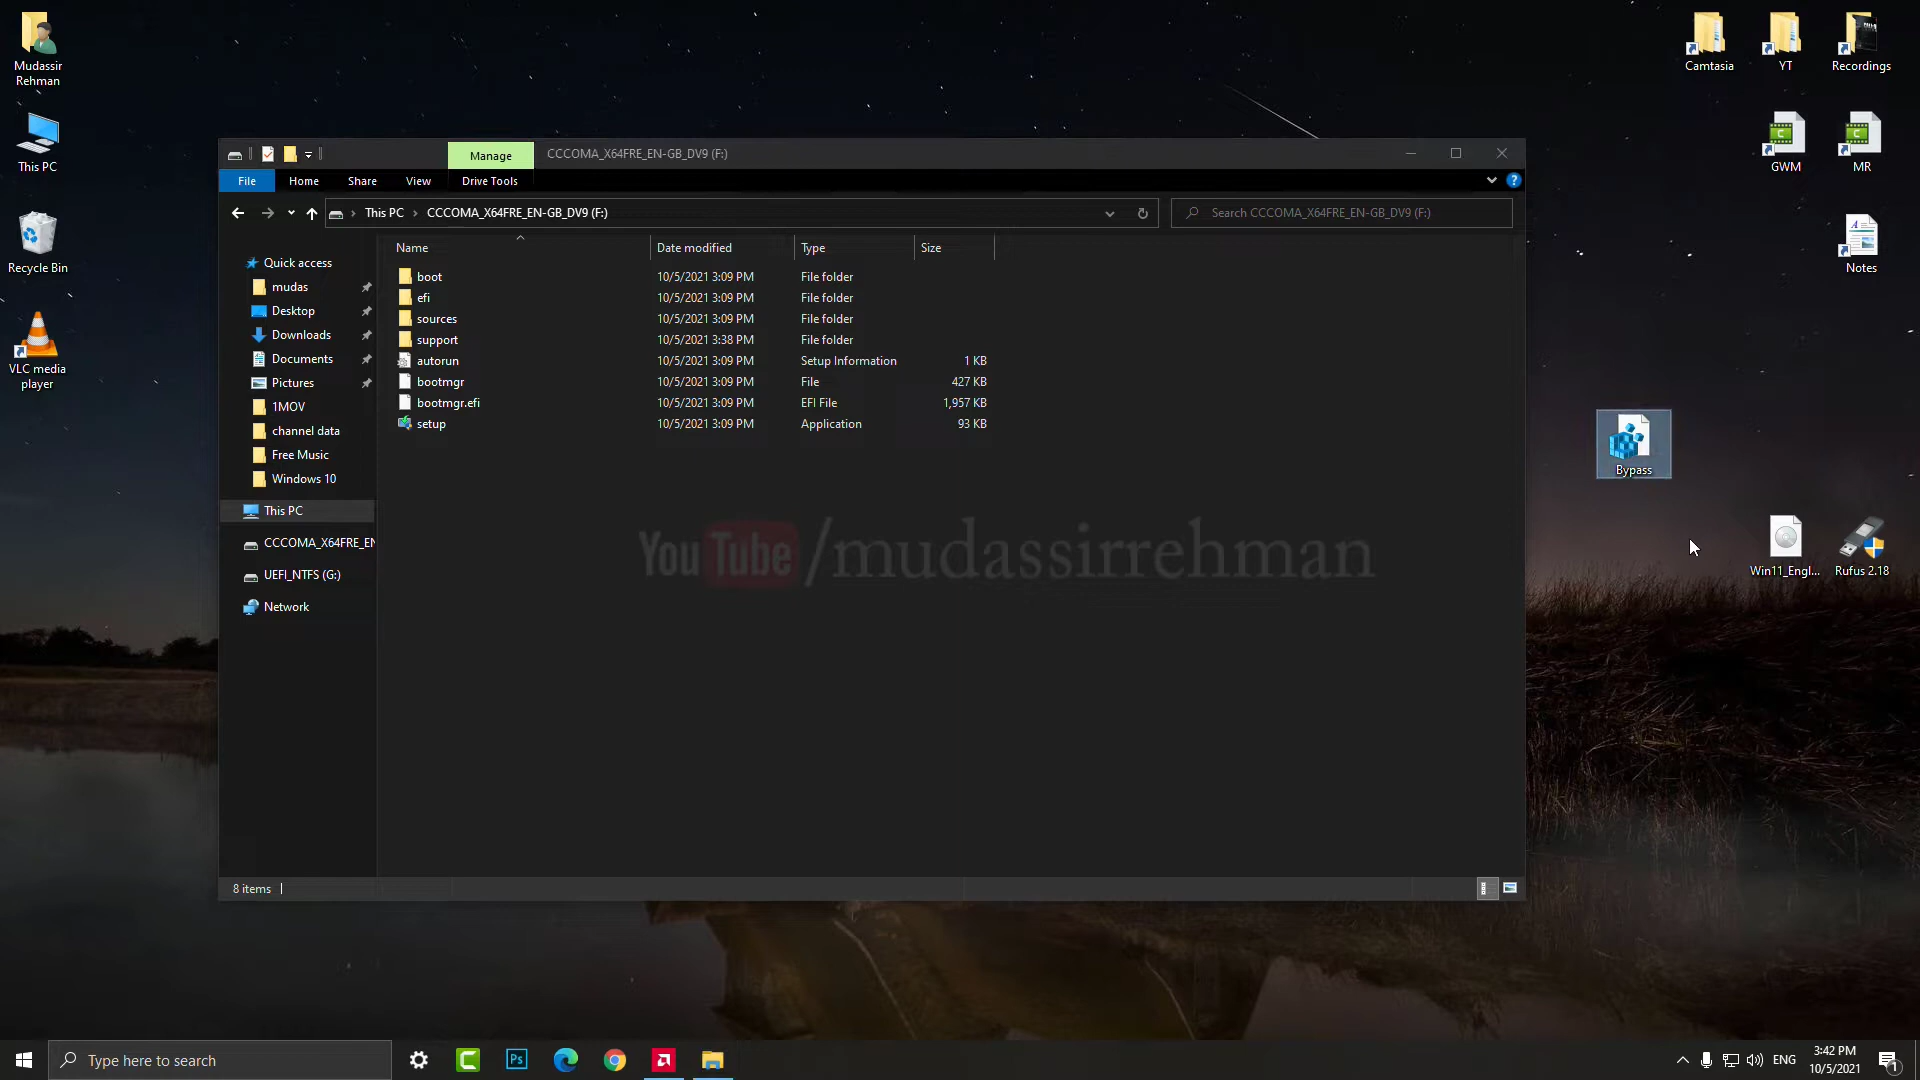 Mudassir
Rehman
This PC
Recycle Bin
VLC media
player
Camtasia
YT
Recordings
GWM
MR
Notes
Bypass
Win11_Engl...
Rufus 2.18
Manage
CCCOMA_X64FRE_EN-GB_DV9 (F:)
File
Home
Share
View
Drive Tools
This PC
CCCOMA_X64FRE_EN-GB_DV9 (F:)
Search CCCOMA_X64FRE_EN-GB_DV9 (F:)
Quick access
mudas
Desktop
Downloads
Documents
Pictures
1MOV
channel data
Free Music
Windows 10
This PC
CCCOMA_X64FRE_EN
UEFI_NTFS (G:)
Network
Name Date modified Type Size
boot 10/5/2021 3:09 PM File folder
efi 10/5/2021 3:09 PM File folder
sources 10/5/2021 3:09 PM File folder
support 10/5/2021 3:38 PM File folder
autorun 10/5/2021 3:09 PM Setup Information 1 KB
bootmgr 10/5/2021 3:09 PM File 427 KB
bootmgr.efi 10/5/2021 3:09 PM EFI File 1,957 KB
setup 10/5/2021 3:09 PM Application 93 KB
YouTube/mudassirrehman
8 items
Type here to search
Ps
ENG
3:42 PM
10/5/2021
1